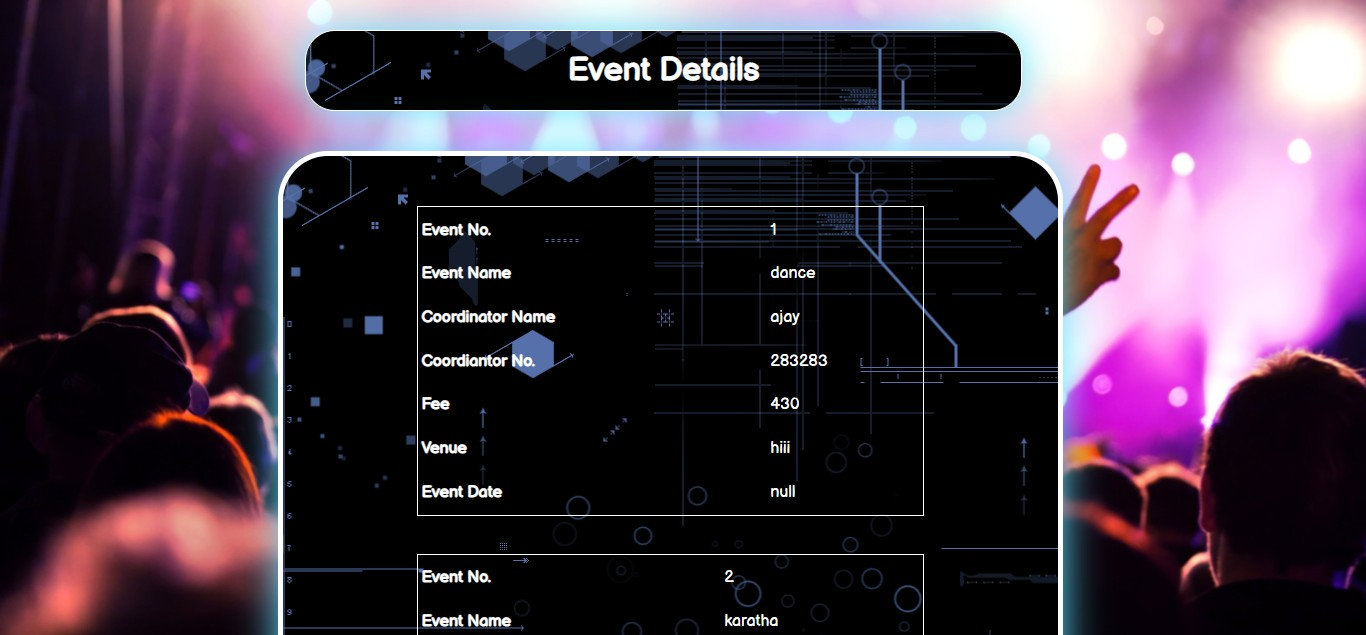 Event Details
Event No. 1
Event Name dance
Coordinator Name ajay
Coordiantor No. 283283
Fee 430
Venue hiii
Event Date null
Event No. 2
Event Name karatha